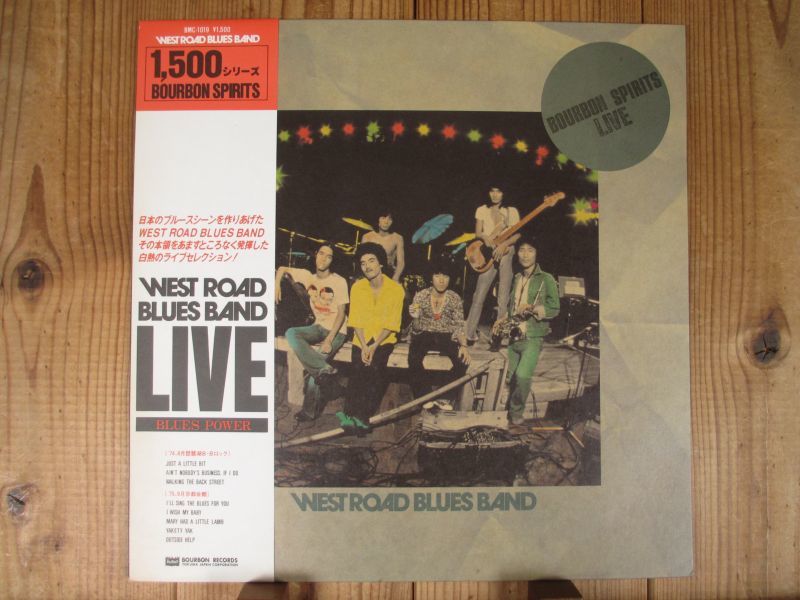 BMC-1019 ¥1,500
WEST ROAD BLUES BAND
1,500シリーズ
BOURBON SPIRITS
日本のブルースシーンを作りあげた
WEST ROAD BLUES BAND
その本領をあますところなく発揮した
白熱のライブセレクション!
WEST ROAD
BLUES BAND
LIVE
BLUES POWER
JUST A LITTLE BIT
AIN'T NOBODY'S BUSINESS, IF I DO
WALKING THE BACK STREET
I'LL SING THE BLUES FOR YOU
I WISH MY BABY
MARY HAD A LITTLE LAMB
YAKETY YAK
OUTSIDE HELP
BOURBON RECORDS
TOKUMA JAPAN CORPORATION
BOURBON SPIRITS
LIVE
WEST ROAD BLUES BAND